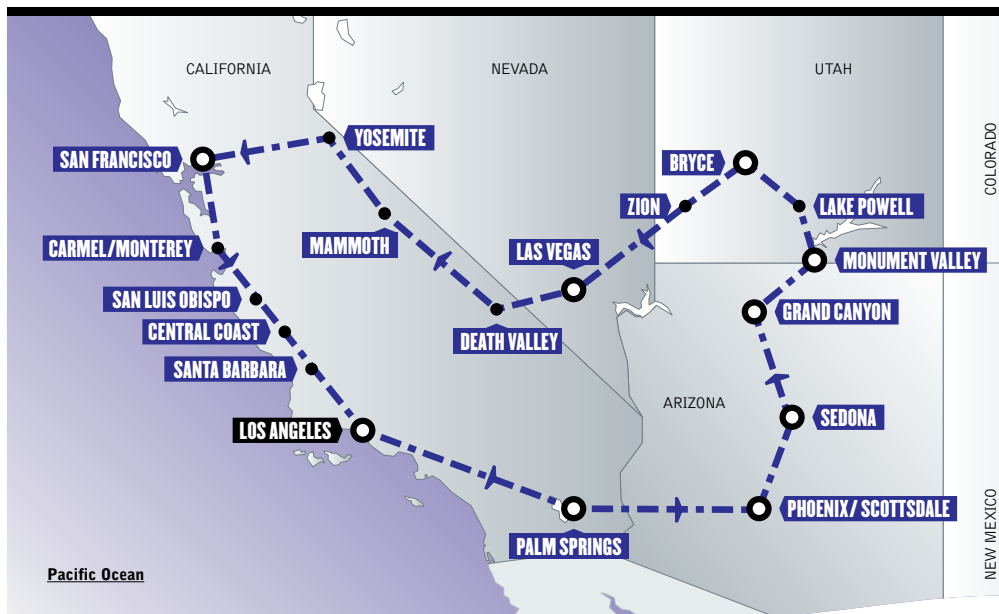 CALIFORNIA
NEVADA
UTAH
COLORADO
YOSEMITE
SAN FRANCISCO
BRYCE
ZION
LAKE POWELL
MAMMOTH
CARMEL/MONTEREY
LAS VEGAS
MONUMENT VALLEY
SAN LUIS OBISPO
GRAND CANYON
CENTRAL COAST
DEATH VALLEY
SANTA BARBARA
ARIZONA
SEDONA
LOS ANGELES
PHOENIX/ SCOTTSDALE
PALM SPRINGS
NEW MEXICO
Pacific Ocean